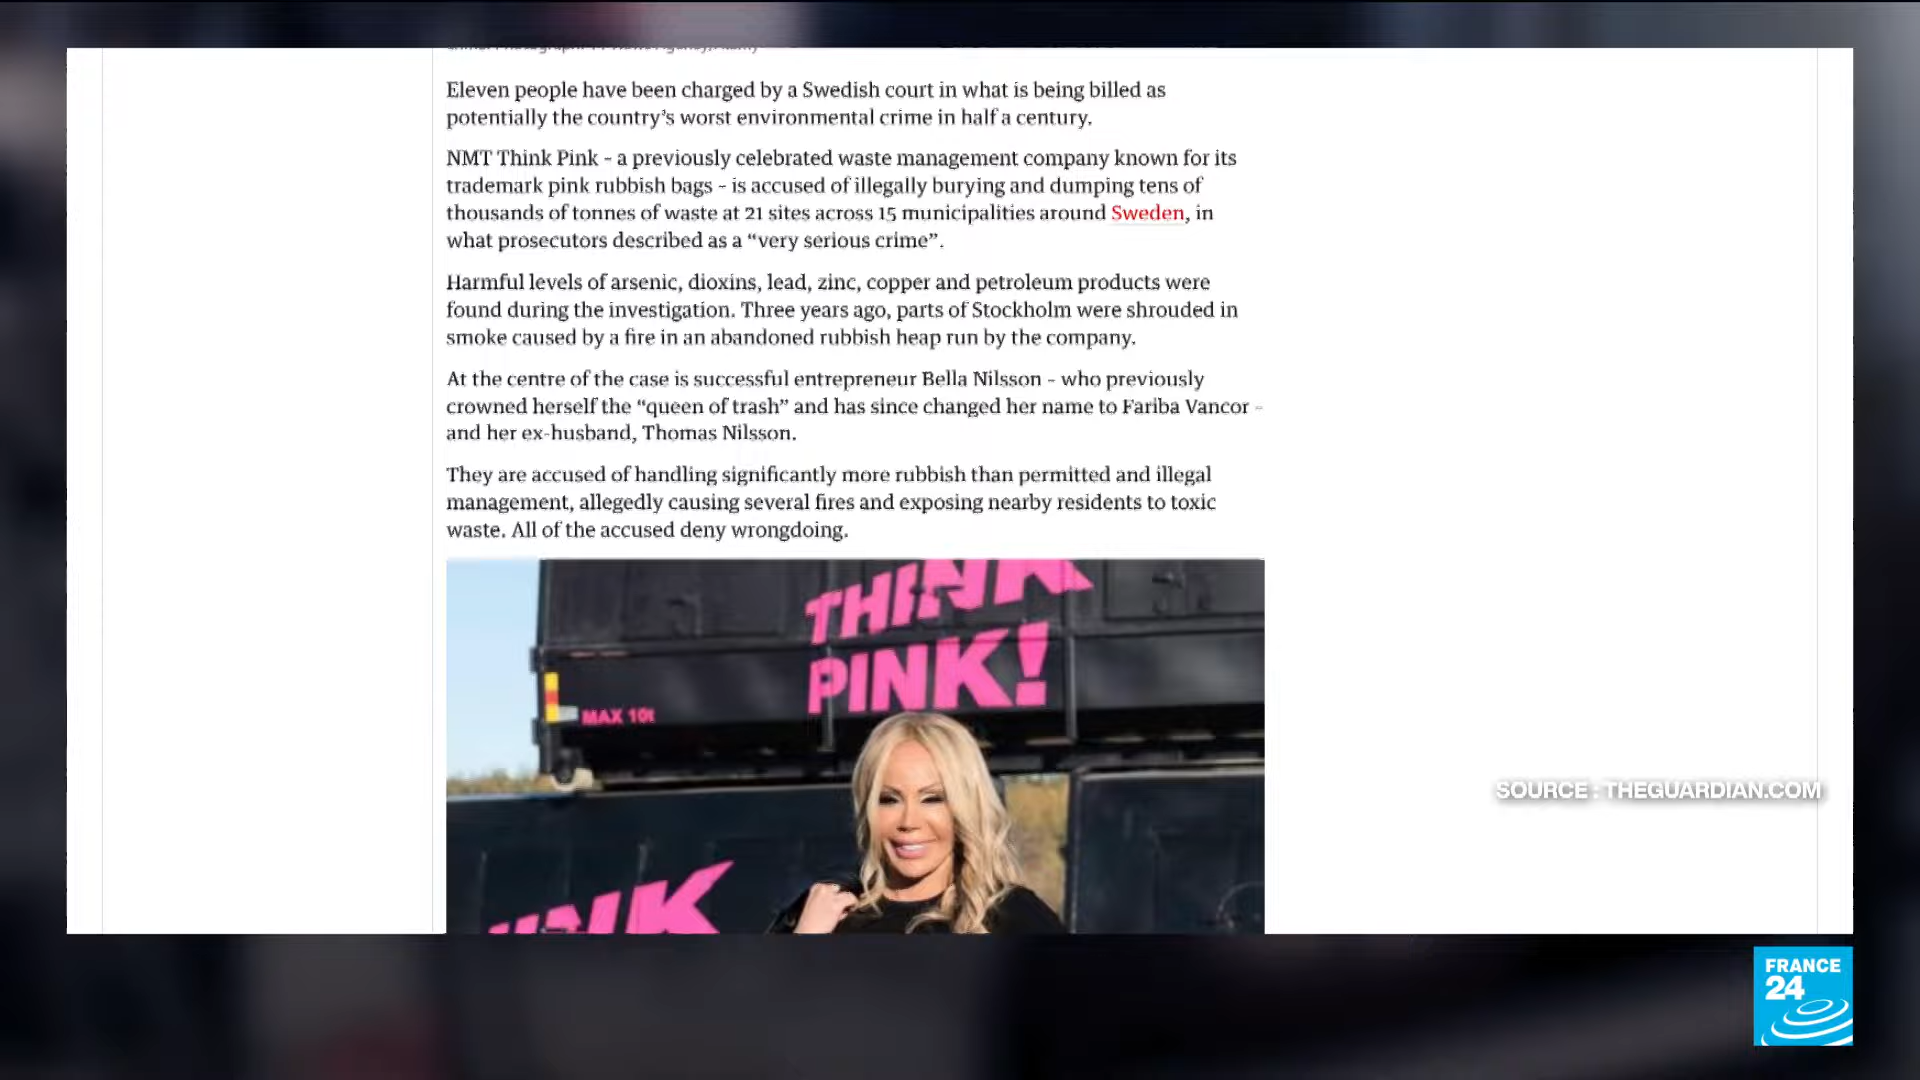 Eleven people have been charged by a Swedish court in what is being billed as
potentially the country's worst environmental crime in half a century.
NMT Think Pink - a previously celebrated waste management company known for its
trademark pink rubbish bags - is accused of illegally burying and dumping tens of
thousands of tonnes of waste at 21 sites across 15 municipalities around Sweden, in
what prosecutors described as a “very serious crime”.
Harmful levels of arsenic, dioxins, lead, zinc, copper and petroleum products were
found during the investigation. Three years ago, parts of Stockholm were shrouded in
smoke caused by a fire in an abandoned rubbish heap run by the company.
At the centre of the case is successful entrepreneur Bella Nilsson - who previously
crowned herself the “queen of trash” and has since changed her name to Fariba Vancor -
and her ex-husband, Thomas Nilsson.
They are accused of handling significantly more rubbish than permitted and illegal
management, allegedly causing several fires and exposing nearby residents to toxic
waste. All of the accused deny wrongdoing.
THINK
PINK!
MAX 10t
SOURCE : THEGUARDIAN.COM
INK
FRANCE
24